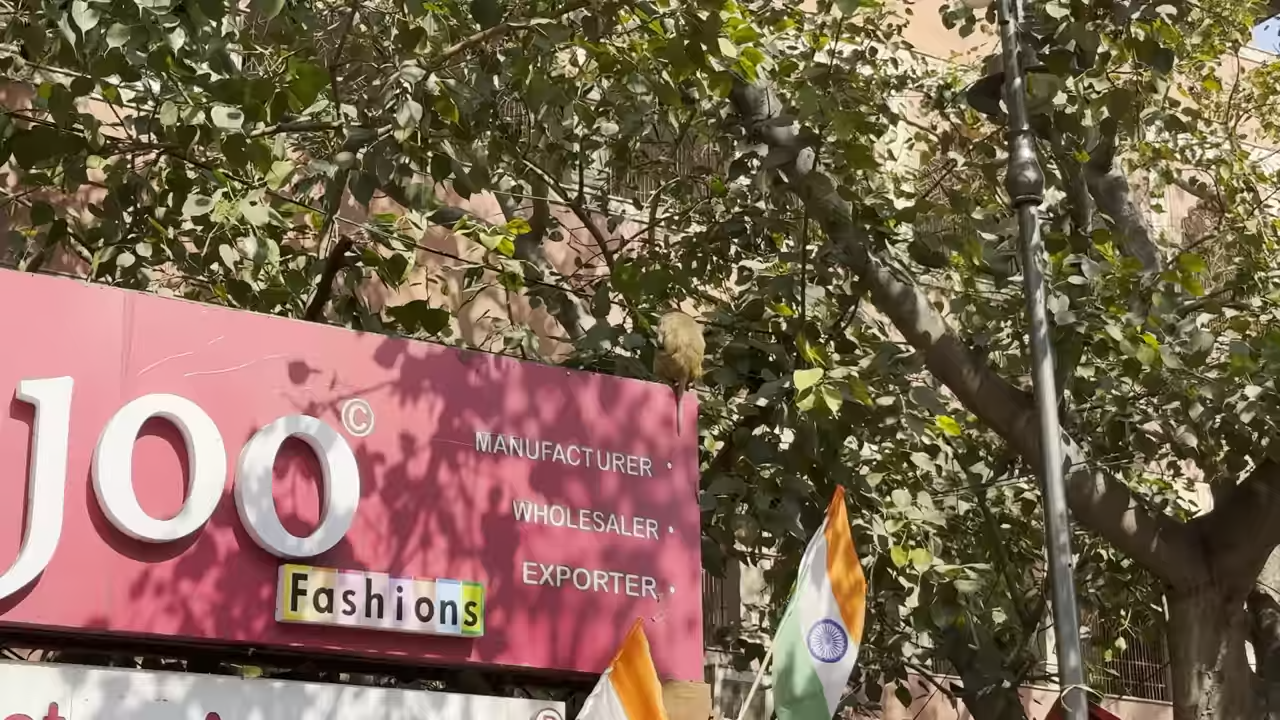 JOO ©
MANUFACTURER •
WHOLESALER •
EXPORTER •
Fashions